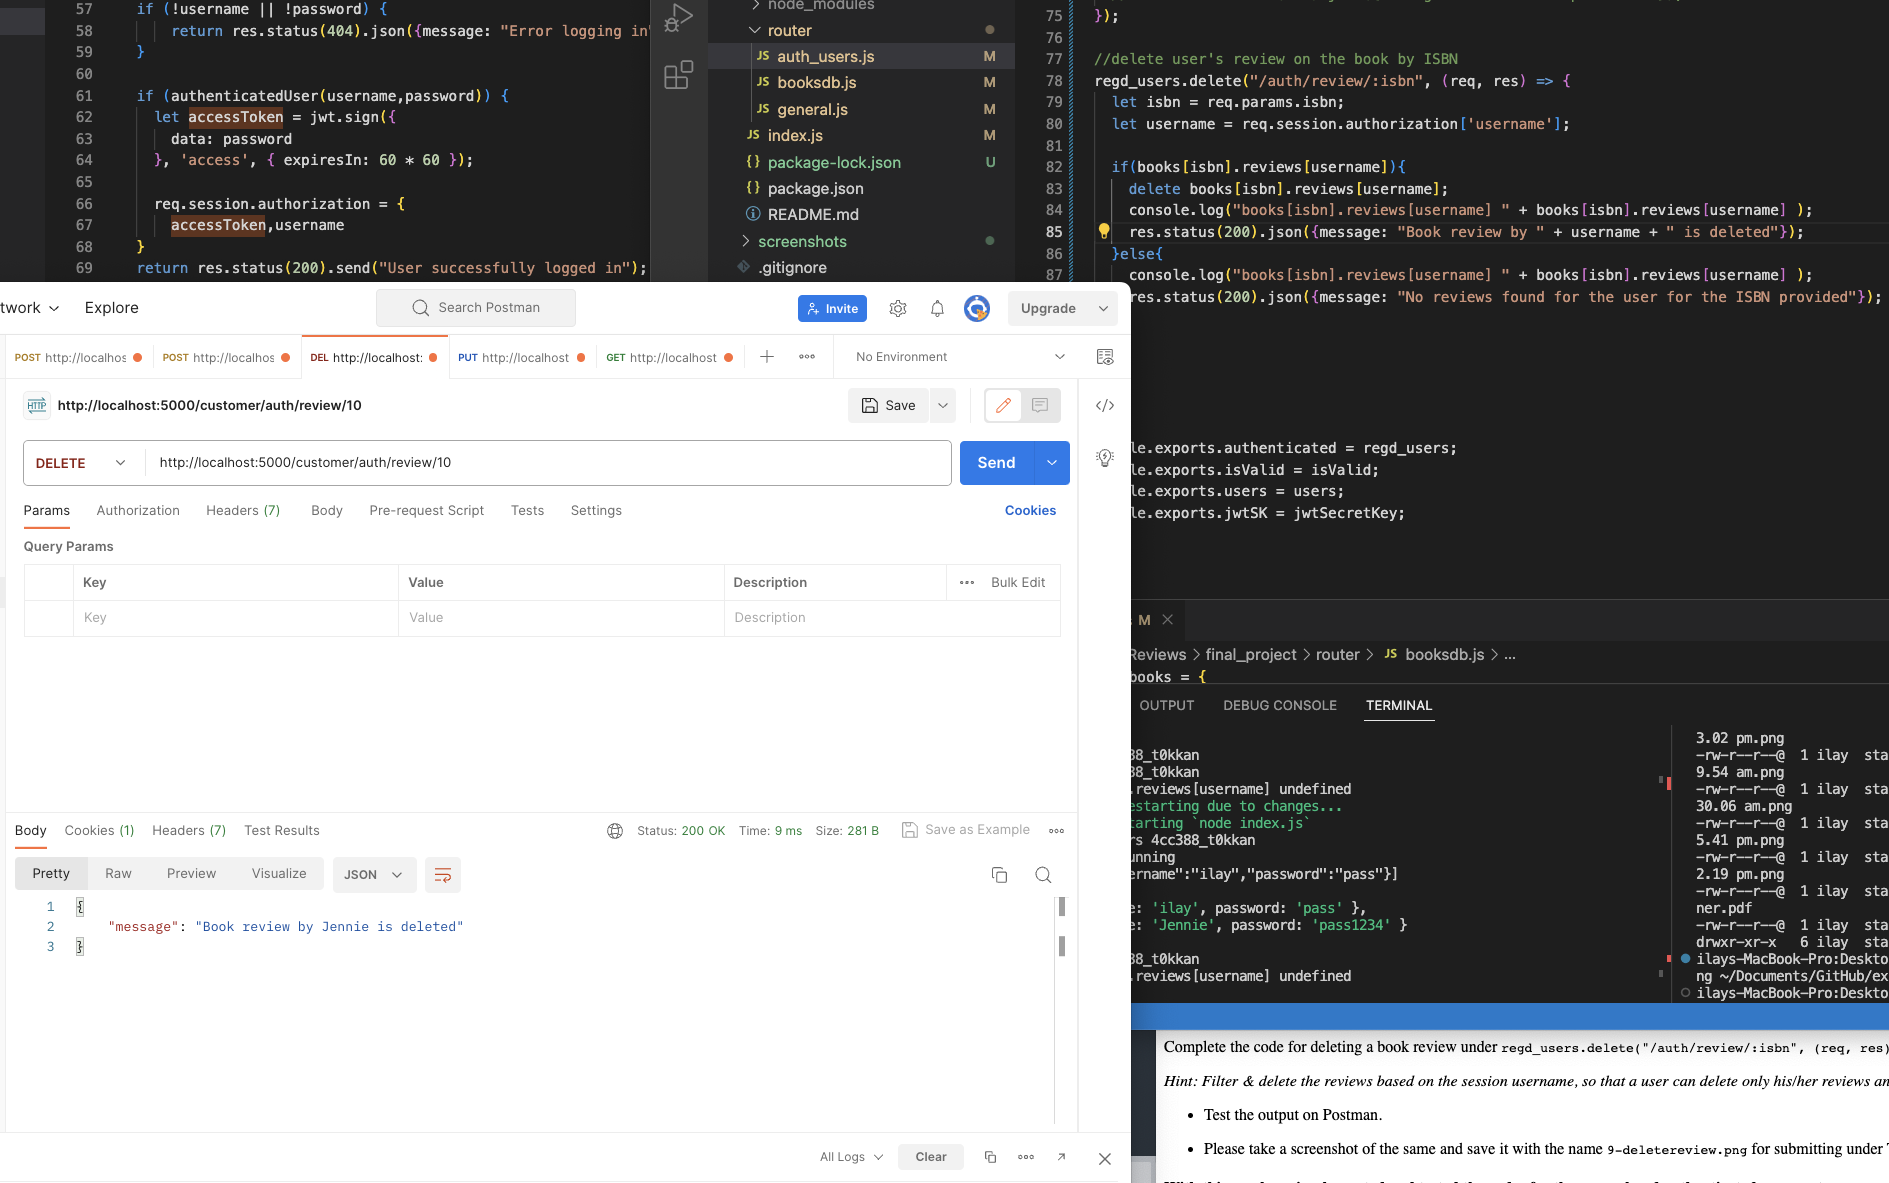 57 if (!username || !password) {
58 return res.status(404).json({message: "Error logging in"
59 }
60
61 if (authenticatedUser(username,password)) {
62 let accessToken = jwt.sign({
63 data: password
64 }, 'access', { expiresIn: 60 * 60 });
65
66 req.session.authorization = {
67 accessToken,username
68 }
69 return res.status(200).send("User successfully logged in");
node_modules
router
JS auth_users.js M
JS booksdb.js M
JS general.js M
JS index.js M
{} package-lock.json U
{} package.json
README.md
screenshots
.gitignore
75 });
76
77 //delete user's review on the book by ISBN
78 regd_users.delete("/auth/review/:isbn", (req, res) => {
79 let isbn = req.params.isbn;
80 let username = req.session.authorization['username'];
81
82 if(books[isbn].reviews[username]){
83 delete books[isbn].reviews[username];
84 console.log("books[isbn].reviews[username] " + books[isbn].reviews[username] );
85 res.status(200).json({message: "Book review by " + username + " is deleted"});
86 }else{
87 console.log("books[isbn].reviews[username] " + books[isbn].reviews[username] );
res.status(200).json({message: "No reviews found for the user for the ISBN provided"});
le.exports.authenticated = regd_users;
le.exports.isValid = isValid;
le.exports.users = users;
le.exports.jwtSK = jwtSecretKey;
twork Explore Search Postman Invite Upgrade
POST http://localhos POST http://localhos DEL http://localhost: PUT http://localhost GET http://localhost + No Environment
HTTP http://localhost:5000/customer/auth/review/10 Save </>
DELETE http://localhost:5000/customer/auth/review/10 Send
Params Authorization Headers (7) Body Pre-request Script Tests Settings Cookies
Query Params
Key Value Description Bulk Edit
Key Value Description
Body Cookies (1) Headers (7) Test Results Status: 200 OK Time: 9 ms Size: 281 B Save as Example
Pretty Raw Preview Visualize JSON
1 {
2 "message": "Book review by Jennie is deleted"
3 }
All Logs Clear
M
Reviews > final_project > router > JS booksdb.js > ...
books = {
OUTPUT DEBUG CONSOLE TERMINAL
38_t0kkan
38_t0kkan
.reviews[username] undefined
estarting due to changes...
tarting `node index.js`
rs 4cc388_t0kkan
unning
ername":"ilay","password":"pass"}]
e: 'ilay', password: 'pass' },
e: 'Jennie', password: 'pass1234' }
38_t0kkan
.reviews[username] undefined
3.02 pm.png
-rw-r--r--@ 1 ilay sta
9.54 am.png
-rw-r--r--@ 1 ilay sta
30.06 am.png
-rw-r--r--@ 1 ilay sta
5.41 pm.png
-rw-r--r--@ 1 ilay sta
2.19 pm.png
-rw-r--r--@ 1 ilay sta
ner.pdf
-rw-r--r--@ 1 ilay sta
drwxr-xr-x 6 ilay sta
ilays-MacBook-Pro:Deskto
ng ~/Documents/GitHub/ex
ilays-MacBook-Pro:Deskto
Complete the code for deleting a book review under regd_users.delete("/auth/review/:isbn", (req, res)
Hint: Filter & delete the reviews based on the session username, so that a user can delete only his/her reviews an
• Test the output on Postman.
• Please take a screenshot of the same and save it with the name 9-deletereview.png for submitting under